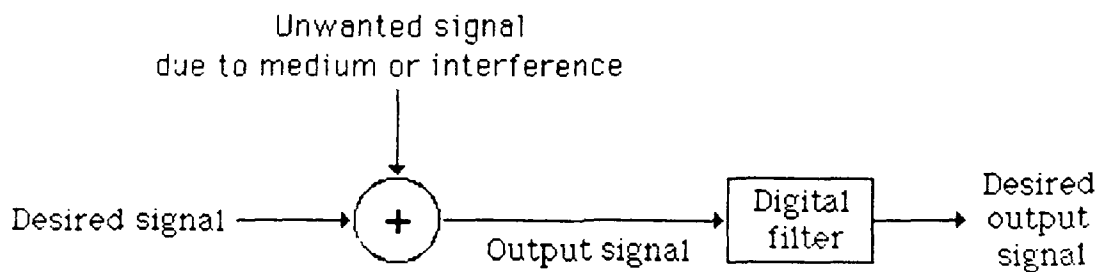 Unwanted signal
due to medium or interference
Desired signal
+
Output signal
Digital
filter
Desired
output
signal